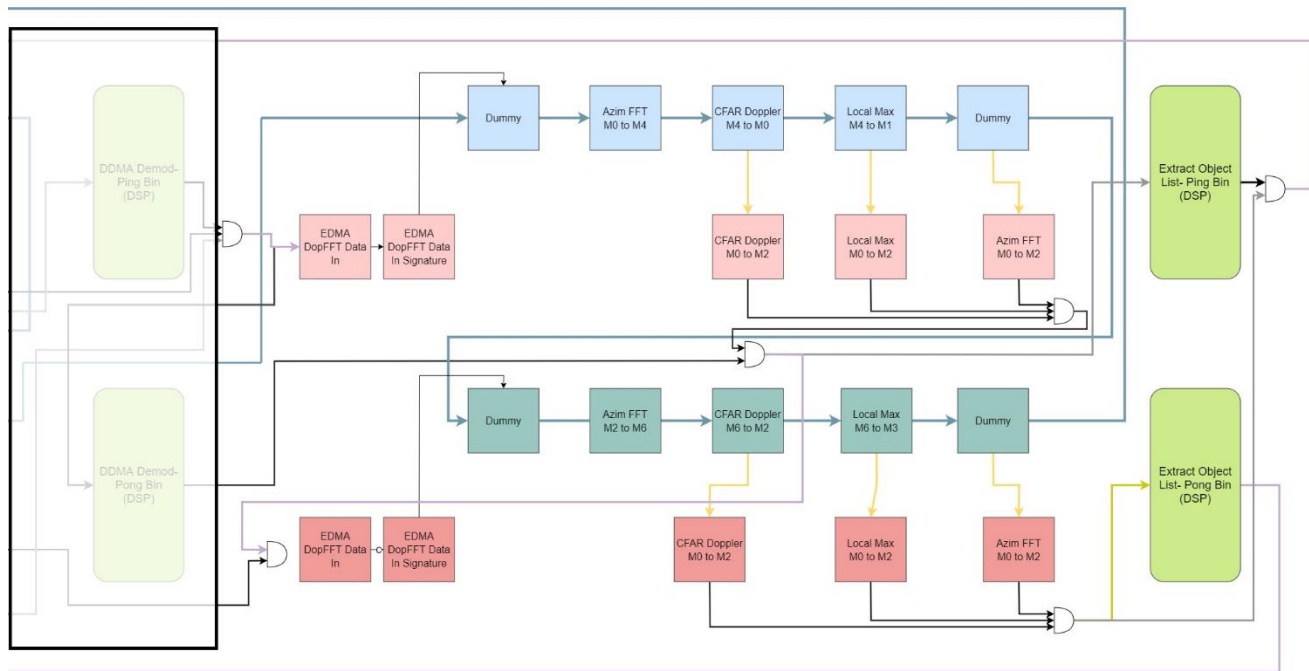 DDMA Demod-
Ping Bin
(DSP)
EDMA
DopFFT Data
In
EDMA
DopFFT Data
In Signature
Dummy
Azim FFT
M0 to M4
CFAR Doppler
M4 to M0
Local Max
M4 to M1
Dummy
CFAR Doppler
M0 to M2
Local Max
M0 to M2
Azim FFT
M0 to M2
Extract Object
List- Ping Bin
(DSP)
DDMA Demod-
Pong Bin
(DSP)
EDMA
DopFFT Data
In
EDMA
DopFFT Data
In Signature
Dummy
Azim FFT
M2 to M6
CFAR Doppler
M6 to M2
Local Max
M6 to M3
Dummy
CFAR Doppler
M0 to M2
Local Max
M0 to M2
Azim FFT
M0 to M2
Extract Object
List- Pong Bin
(DSP)